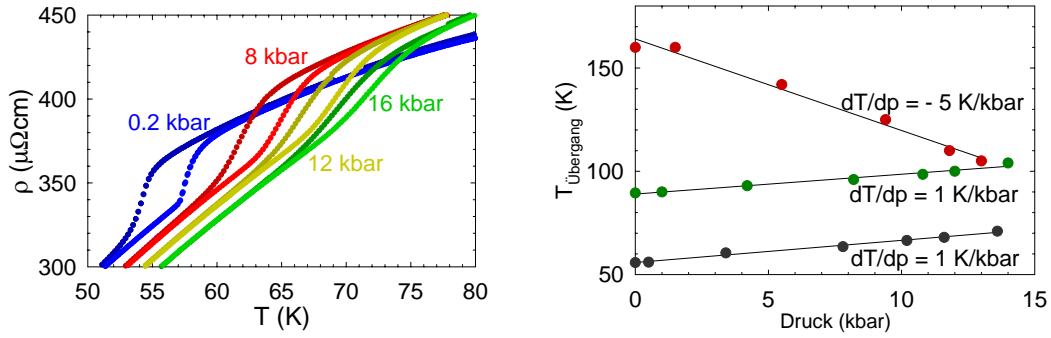 450
400
350
300
ρ (μΩcm)
8 kbar
0.2 kbar
16 kbar
12 kbar
50 55 60 65 70 75 80
T (K)
150
100
50
T_Übergang (K)
dT/dp = - 5 K/kbar
dT/dp = 1 K/kbar
dT/dp = 1 K/kbar
0 5 10 15
Druck (kbar)